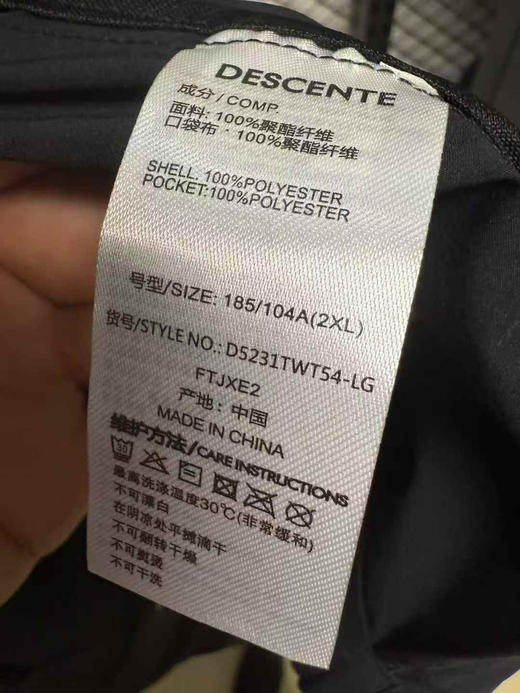 DESCENTE
成分/COMP.
面料: 100%聚酯纤维
口袋布: 100%聚酯纤维
SHELL: 100%POLYESTER
POCKET:100%POLYESTER
号型/SIZE: 185/104A(2XL)
货号/STYLE NO.: D5231TWT54-LG
FTJXE2
产地: 中国
MADE IN CHINA
维护方法/CARE INSTRUCTIONS
30
最高洗涤温度30℃(非常缓和)
不可漂白
在阴凉处平摊滴干
不可翻转干燥
不可熨烫
不可干洗